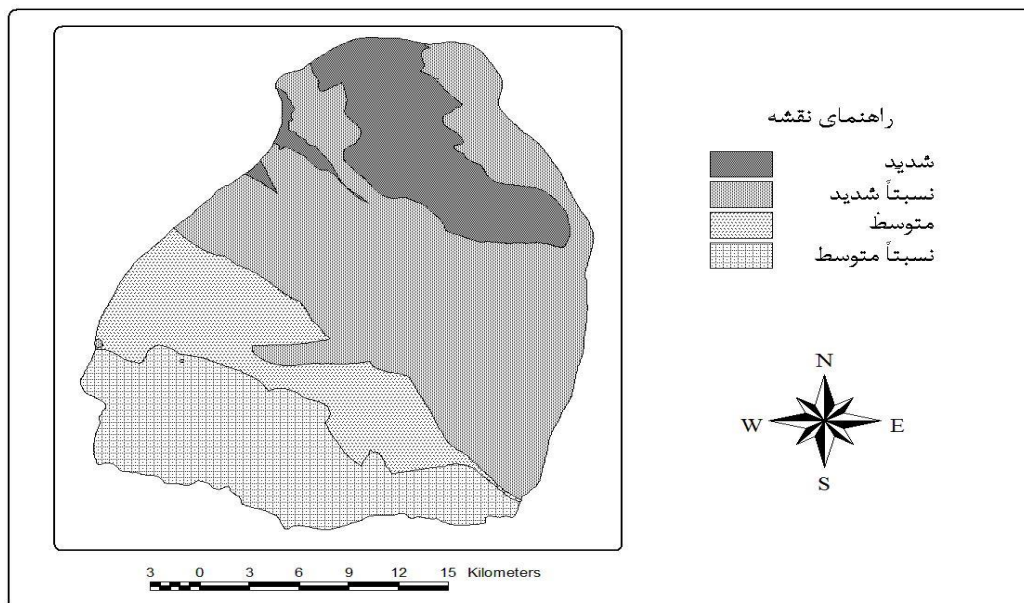 راهنمای نقشه
شدید
نسبتاً شدید
متوسط
نسبتاً متوسط
N
W E
S
3 0 3 6 9 12 15 Kilometers